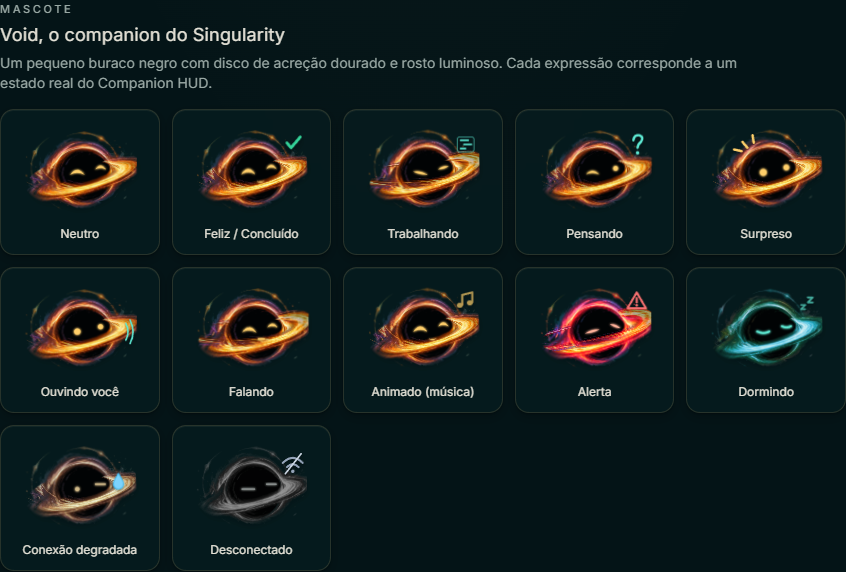 MASCOTE
Void, o companion do Singularity
Um pequeno buraco negro com disco de acreção dourado e rosto luminoso. Cada expressão corresponde a um
estado real do Companion HUD.
?
Neutro
Feliz / Concluído
Trabalhando
Pensando
Surpreso
z z
Ouvindo você
Falando
Animado (música)
Alerta
Dormindo
Conexão degradada
Desconectado